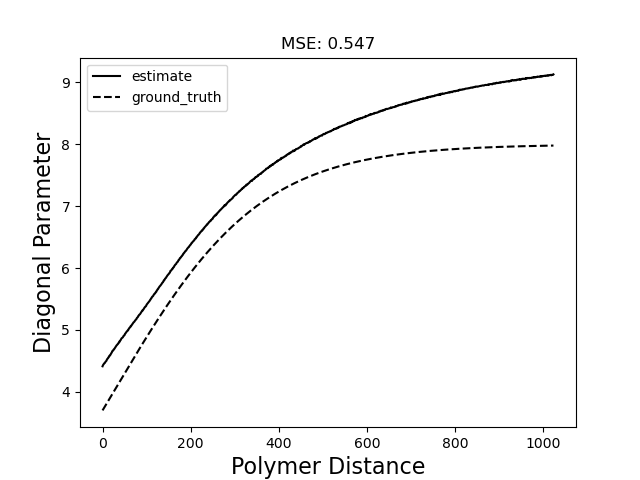 MSE: 0.547
estimate
ground_truth
9
8
7
6
5
4
Diagonal Parameter
0 200 400 600 800 1000
Polymer Distance